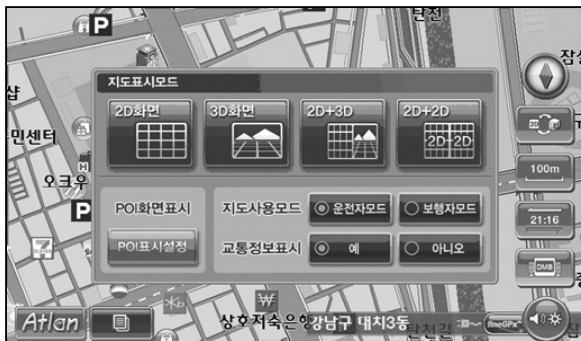 P
탄전
잠
샵
민센터
오크우
P
지도표시모드
2D화면
3D화면
2D+3D
2D+2D
2D 2D
POI화면표시
POI표시설정
지도사용모드
운전자모드
보행자모드
교통정보표시
예
아니오
100m
21:16
DMB
Atlan
상호저축은행
강남구 대치3동
탄천길
fineGPx